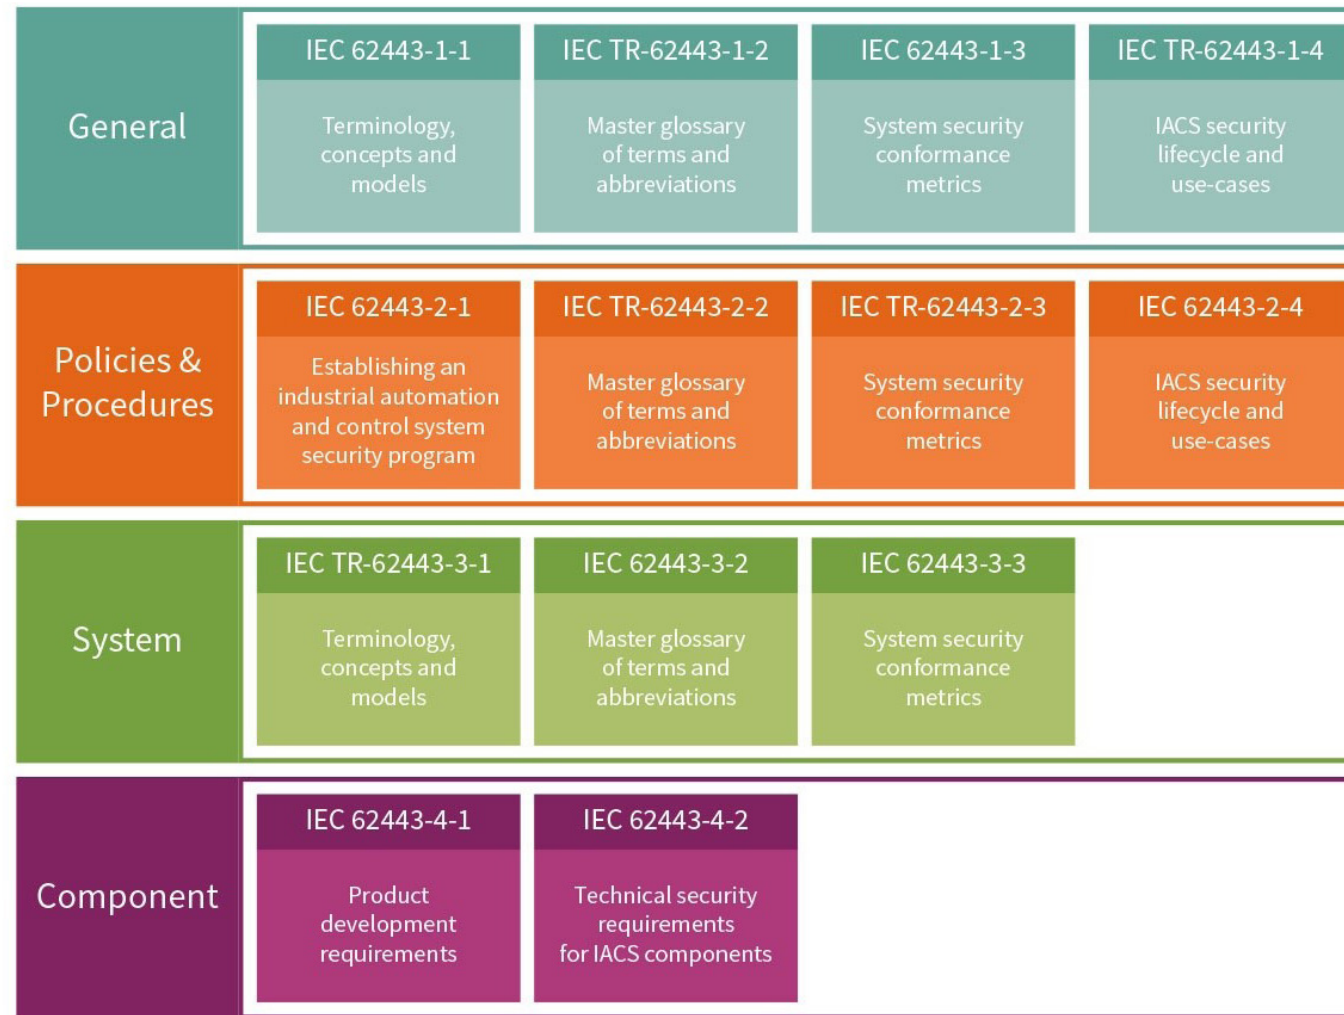 General
IEC 62443-1-1
Terminology,
concepts and
models
IEC TR-62443-1-2
Master glossary
of terms and
abbreviations
IEC 62443-1-3
System security
conformance
metrics
IEC TR-62443-1-4
IACS security
lifecycle and
use-cases
Policies &
Procedures
IEC 62443-2-1
Establishing an
industrial automation
and control system
security program
IEC TR-62443-2-2
Master glossary
of terms and
abbreviations
IEC TR-62443-2-3
System security
conformance
metrics
IEC 62443-2-4
IACS security
lifecycle and
use-cases
System
IEC TR-62443-3-1
Terminology,
concepts and
models
IEC 62443-3-2
Master glossary
of terms and
abbreviations
IEC 62443-3-3
System security
conformance
metrics
Component
IEC 62443-4-1
Product
development
requirements
IEC 62443-4-2
Technical security
requirements
for IACS components